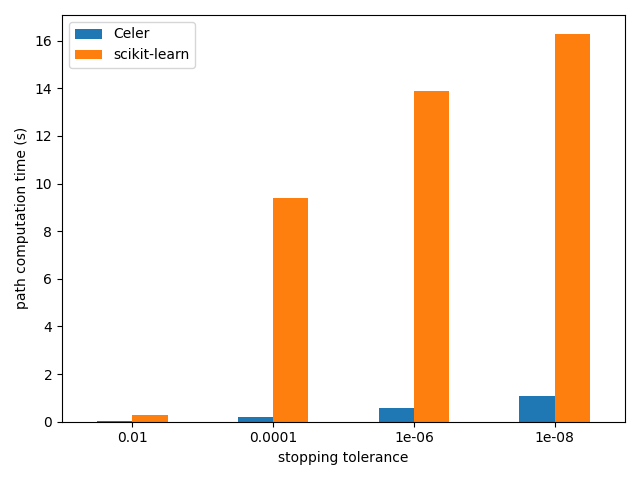 Celer
scikit-learn
path computation time (s)
16
14
12
10
8
6
4
2
0
0.01 0.0001 1e-06 1e-08
stopping tolerance